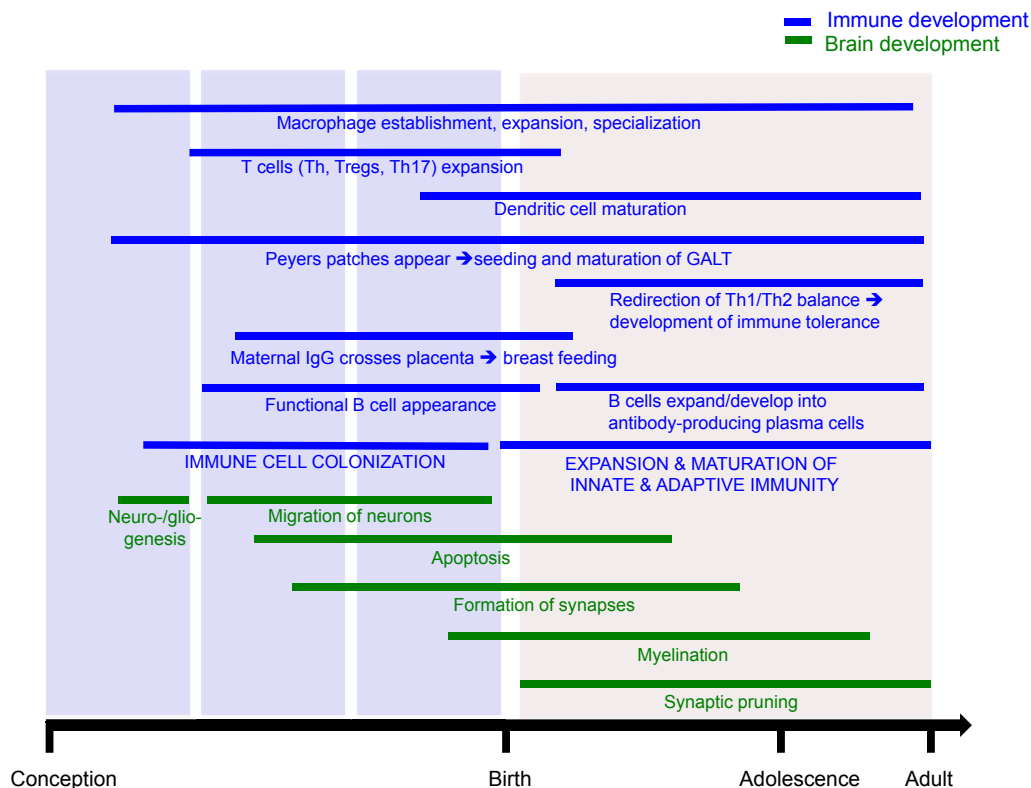 Immune development
Brain development
Macrophage establishment, expansion, specialization
T cells (Th, Tregs, Th17) expansion
Dendritic cell maturation
Peyers patches appear ➔seeding and maturation of GALT
Redirection of Th1/Th2 balance ➔
development of immune tolerance
Maternal IgG crosses placenta ➔ breast feeding
Functional B cell appearance
B cells expand/develop into
antibody-producing plasma cells
IMMUNE CELL COLONIZATION
EXPANSION & MATURATION OF
INNATE & ADAPTIVE IMMUNITY
Neuro-/glio-
genesis
Migration of neurons
Apoptosis
Formation of synapses
Myelination
Synaptic pruning
Conception
Birth
Adolescence
Adult